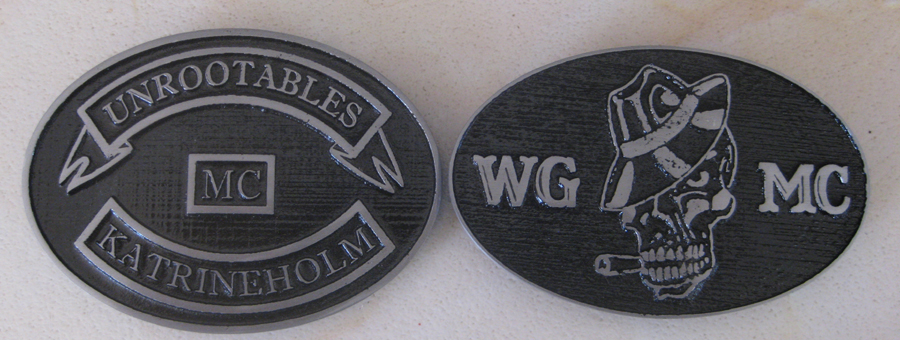 UNROOTABLES
MC
KATRINEHOLM
WG MC